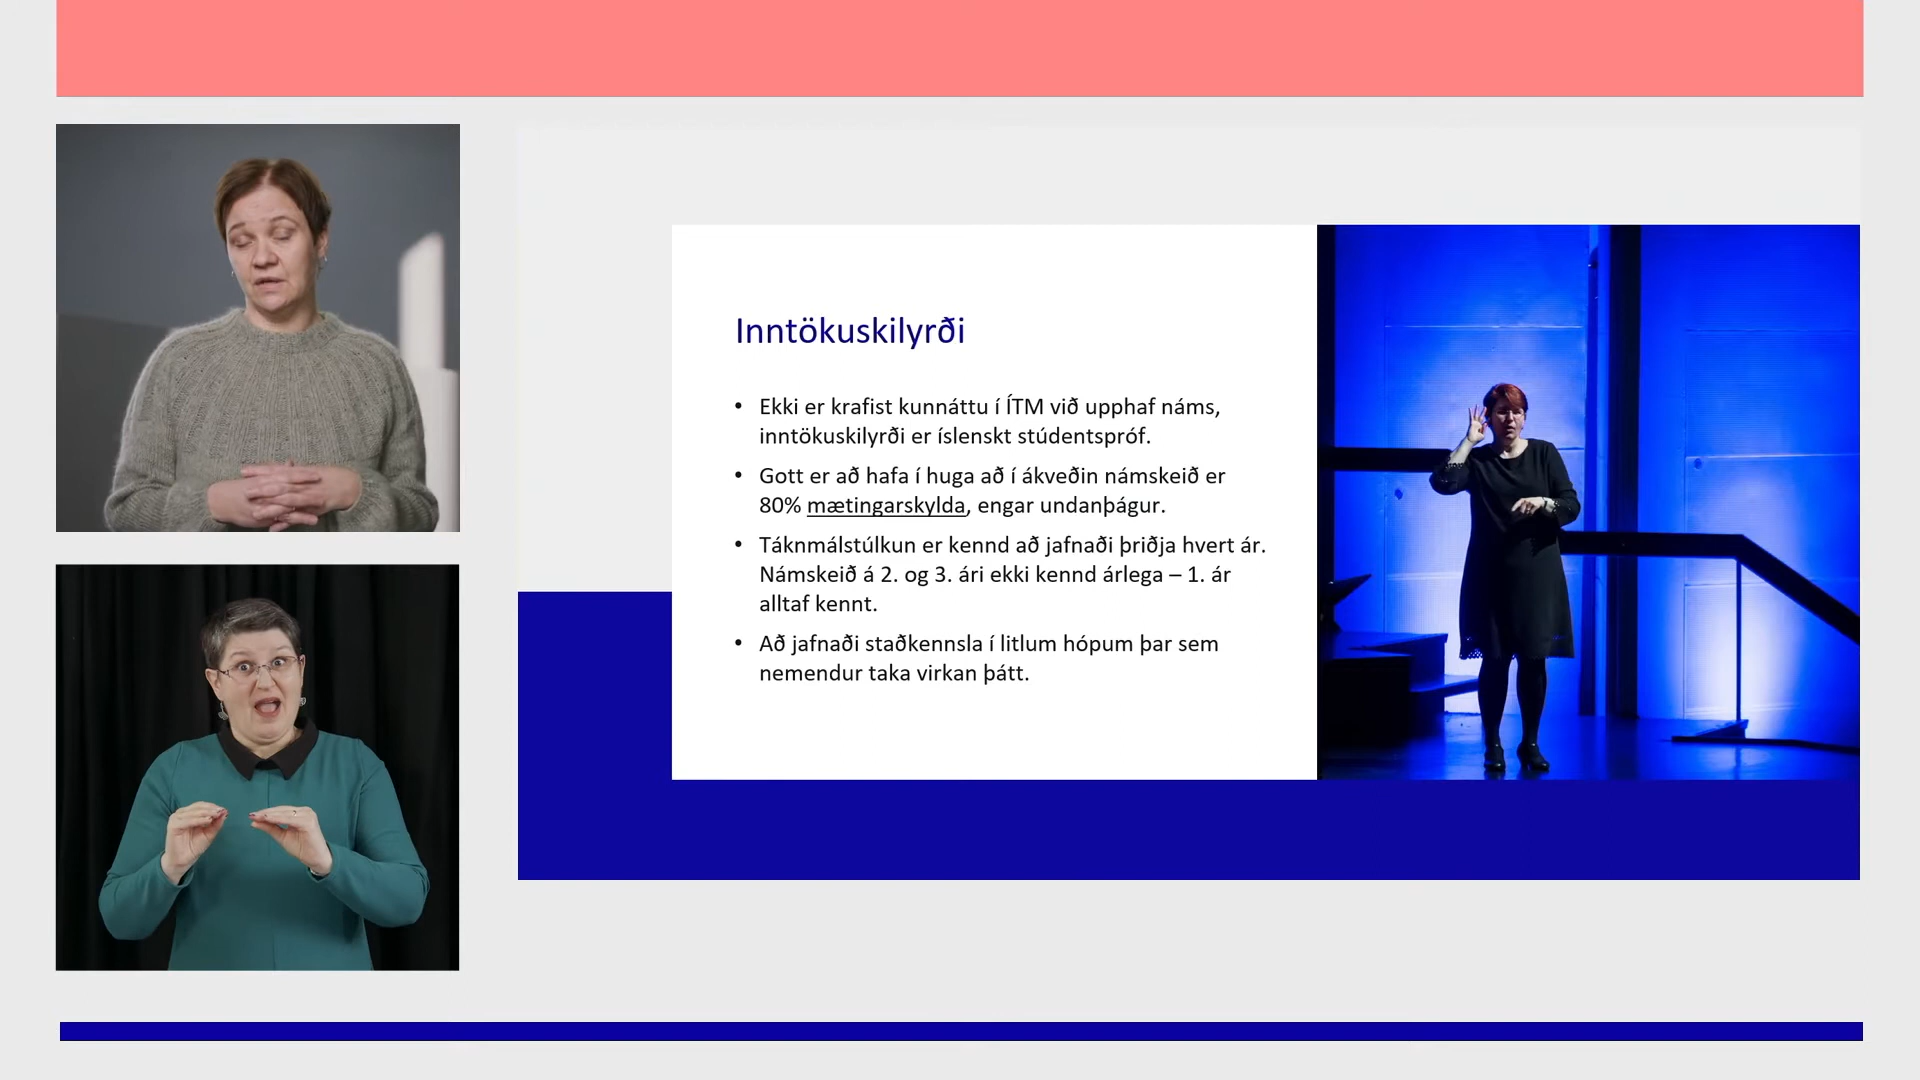 Inntökuskilyrði
• Ekki er krafist kunnáttu í ÍTM við upphaf náms,
inntökuskilyrði er íslenskt stúdentspróf.
• Gott er að hafa í huga að í ákveðin námskeið er
80% mætingarskylda, engar undanþágur.
• Táknmálstúlkun er kennd að jafnaði þriðja hvert ár.
Námskeið á 2. og 3. ári ekki kennd árlega – 1. ár
alltaf kennt.
• Að jafnaði staðkennsla í litlum hópum þar sem
nemendur taka virkan þátt.